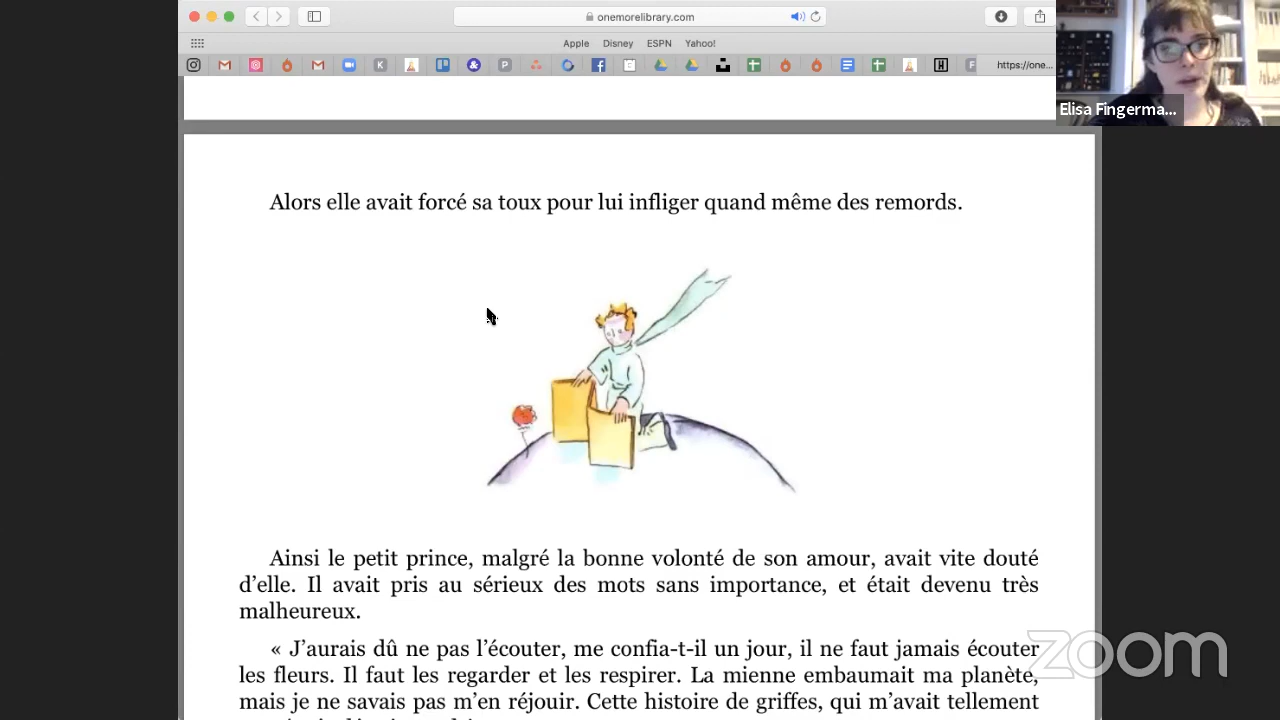 onemorelibrary.com
Apple Disney ESPN Yahoo!
K P H F https://one...
Elisa Fingerma...
Alors elle avait forcé sa toux pour lui infliger quand même des remords.
Ainsi le petit prince, malgré la bonne volonté de son amour, avait vite douté
d’elle. Il avait pris au sérieux des mots sans importance, et était devenu très
malheureux.
« J’aurais dû ne pas l’écouter, me confia-t-il un jour, il ne faut jamais écouter
les fleurs. Il faut les regarder et les respirer. La mienne embaumait ma planète,
mais je ne savais pas m’en réjouir. Cette histoire de griffes, qui m’avait tellement
zoom